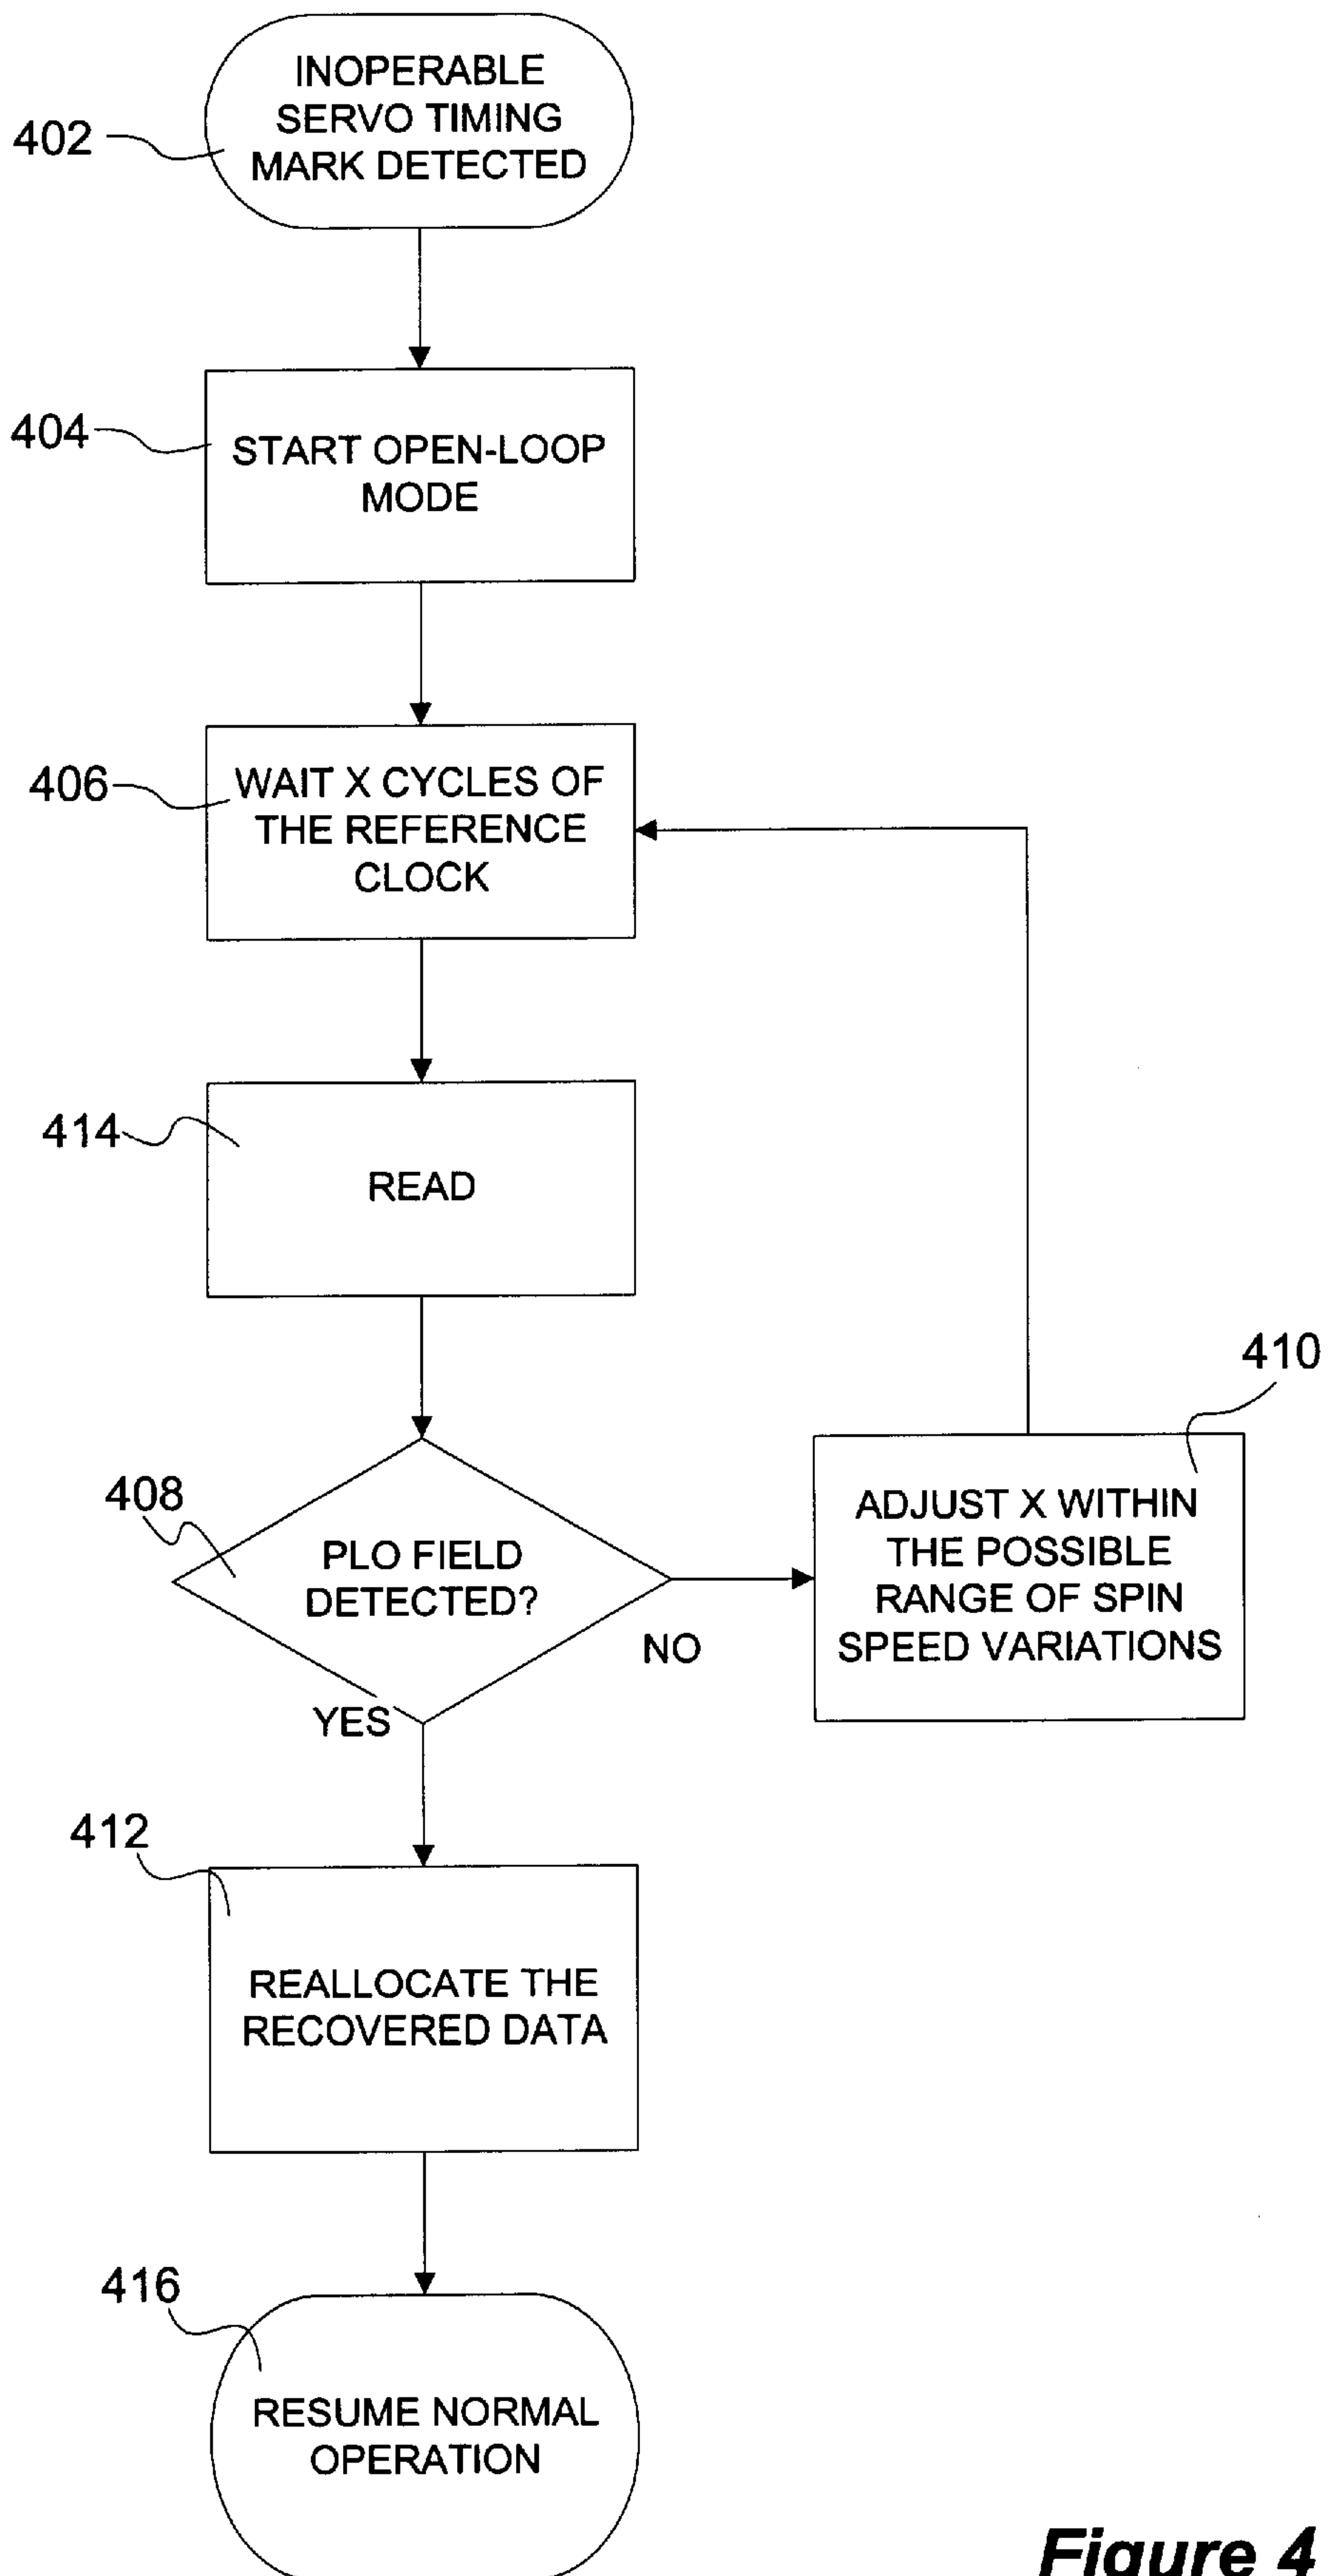 INOPERABLE
SERVO TIMING
MARK DETECTED
402
404
START OPEN-LOOP
MODE
406
WAIT X CYCLES OF
THE REFERENCE
CLOCK
414
READ
410
408
PLO FIELD
DETECTED?
ADJUST X WITHIN
THE POSSIBLE
RANGE OF SPIN
SPEED VARIATIONS
NO
YES
412
REALLOCATE THE
RECOVERED DATA
416
RESUME NORMAL
OPERATION
Figure 4